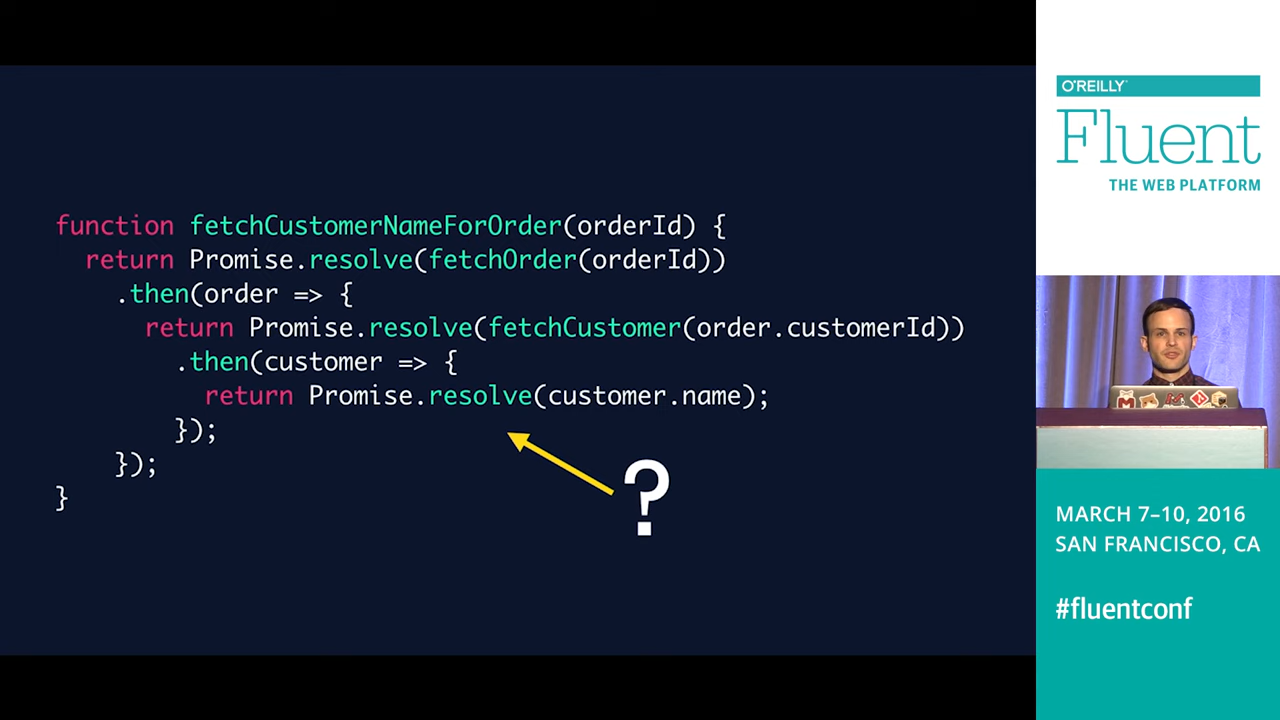 function fetchCustomerNameForOrder(orderId) {
  return Promise.resolve(fetchOrder(orderId))
    .then(order => {
      return Promise.resolve(fetchCustomer(order.customerId))
        .then(customer => {
          return Promise.resolve(customer.name);
        });
    });
}
?
O'REILLY
Fluent
THE WEB PLATFORM
MARCH 7–10, 2016
SAN FRANCISCO, CA
#fluentconf